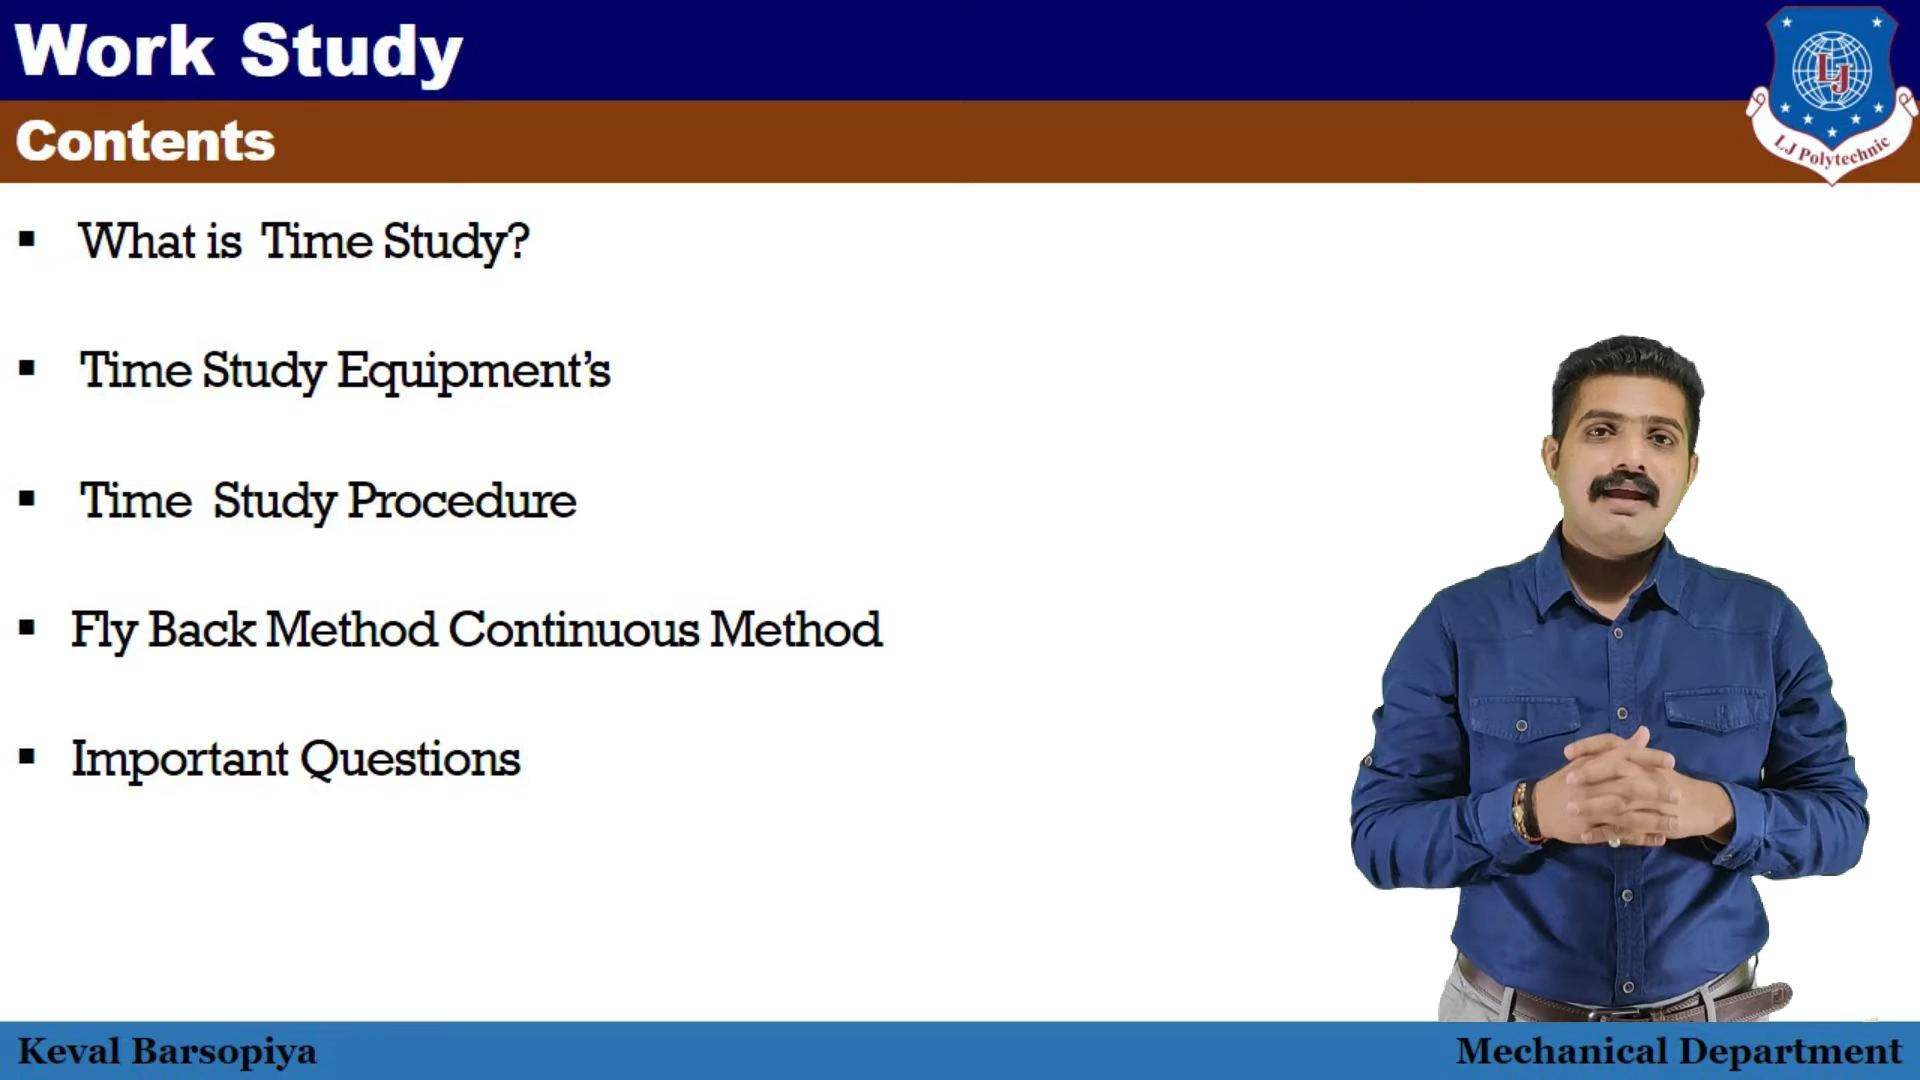 Work Study
Contents
LJ
LJ Polytechnic
▪ What is Time Study?
▪ Time Study Equipment’s
▪ Time Study Procedure
▪ Fly Back Method Continuous Method
▪ Important Questions
Keval Barsopiya
Mechanical Department